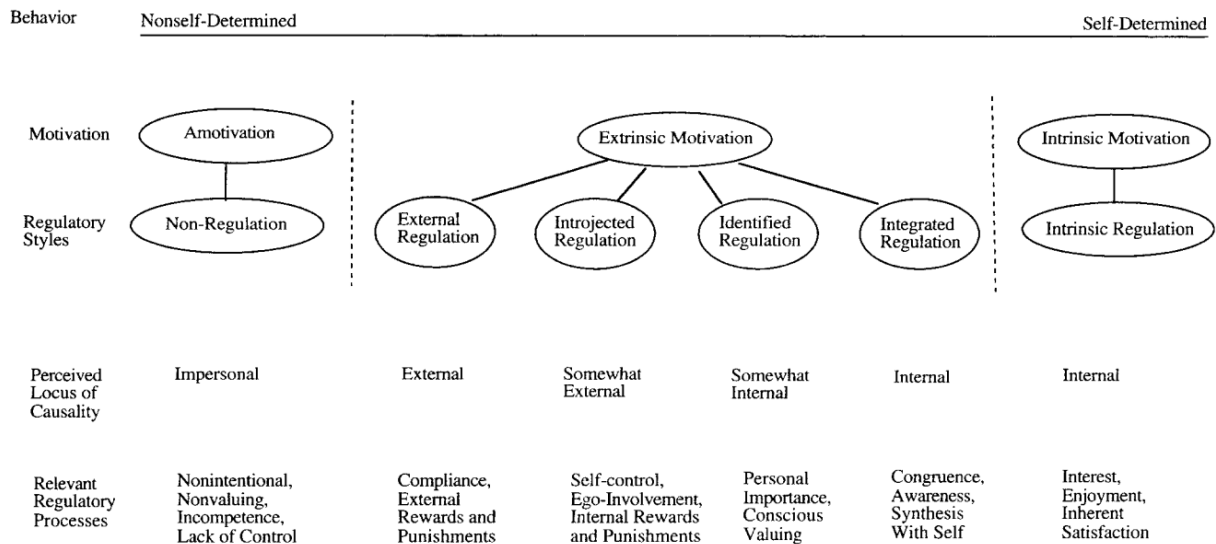 Behavior Nonself-Determined Self-Determined
Motivation Amotivation Extrinsic Motivation Intrinsic Motivation
Regulatory
Styles
Non-Regulation
External
Regulation
Introjected
Regulation
Identified
Regulation
Integrated
Regulation
Intrinsic Regulation
Perceived
Locus of
Causality
Impersonal
External
Somewhat
External
Somewhat
Internal
Internal
Internal
Relevant
Regulatory
Processes
Nonintentional,
Nonvaluing,
Incompetence,
Lack of Control
Compliance,
External
Rewards and
Punishments
Self-control,
Ego-Involvement,
Internal Rewards
and Punishments
Personal
Importance,
Conscious
Valuing
Congruence,
Awareness,
Synthesis
With Self
Interest,
Enjoyment,
Inherent
Satisfaction